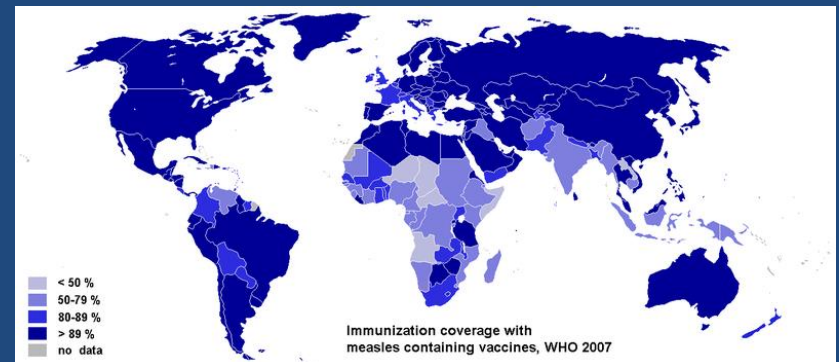 < 50 %
50-79 %
80-89 %
> 89 %
no data
Immunization coverage with
measles containing vaccines, WHO 2007